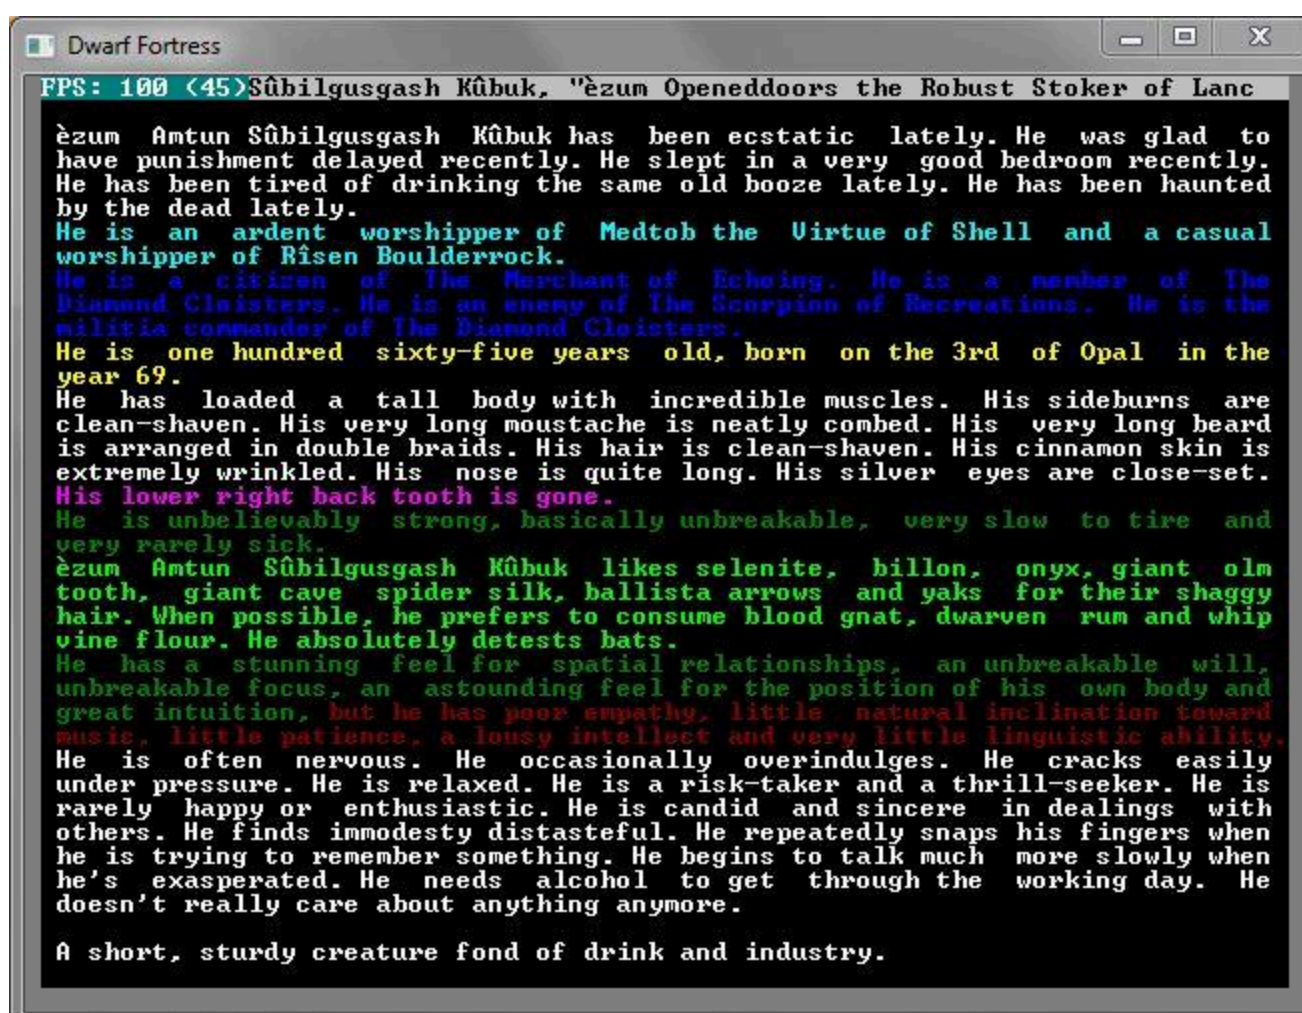 Dwarf Fortress
FPS: 100 (45)Sûbilgusgash Kûbuk, "èzum Openeddoors the Robust Stoker of Lanc
èzum Amtun Sûbilgusgash Kûbuk has been ecstatic lately. He was glad to
have punishment delayed recently. He slept in a very good bedroom recently.
He has been tired of drinking the same old booze lately. He has been haunted
by the dead lately.
He is an ardent worshipper of Medtob the Virtue of Shell and a casual
worshipper of Rîsen Boulderrock.
He is a citizen of The Merchant of Echoing. He is a member of The
Diamond Cloisters. He is an enemy of The Scorpion of Recreations. He is the
militia commander of The Diamond Cloisters.
He is one hundred sixty-five years old, born on the 3rd of Opal in the
year 69.
He has loaded a tall body with incredible muscles. His sideburns are
clean-shaven. His very long moustache is neatly combed. His very long beard
is arranged in double braids. His hair is clean-shaven. His cinnamon skin is
extremely wrinkled. His nose is quite long. His silver eyes are close-set.
His lower right back tooth is gone.
He is unbelievably strong, basically unbreakable, very slow to tire and
very rarely sick.
èzum Amtun Sûbilgusgash Kûbuk likes selenite, billon, onyx, giant olm
tooth, giant cave spider silk, ballista arrows and yaks for their shaggy
hair. When possible, he prefers to consume blood gnat, dwarven rum and whip
vine flour. He absolutely detests bats.
He has a stunning feel for spatial relationships, an unbreakable will,
unbreakable focus, an astounding feel for the position of his own body and
great intuition, but he has poor empathy, little natural inclination toward
music, little patience, a lousy intellect and very little linguistic ability.
He is often nervous. He occasionally overindulges. He cracks easily
under pressure. He is relaxed. He is a risk-taker and a thrill-seeker. He is
rarely happy or enthusiastic. He is candid and sincere in dealings with
others. He finds immodesty distasteful. He repeatedly snaps his fingers when
he is trying to remember something. He begins to talk much more slowly when
he's exasperated. He needs alcohol to get through the working day. He
doesn't really care about anything anymore.
A short, sturdy creature fond of drink and industry.